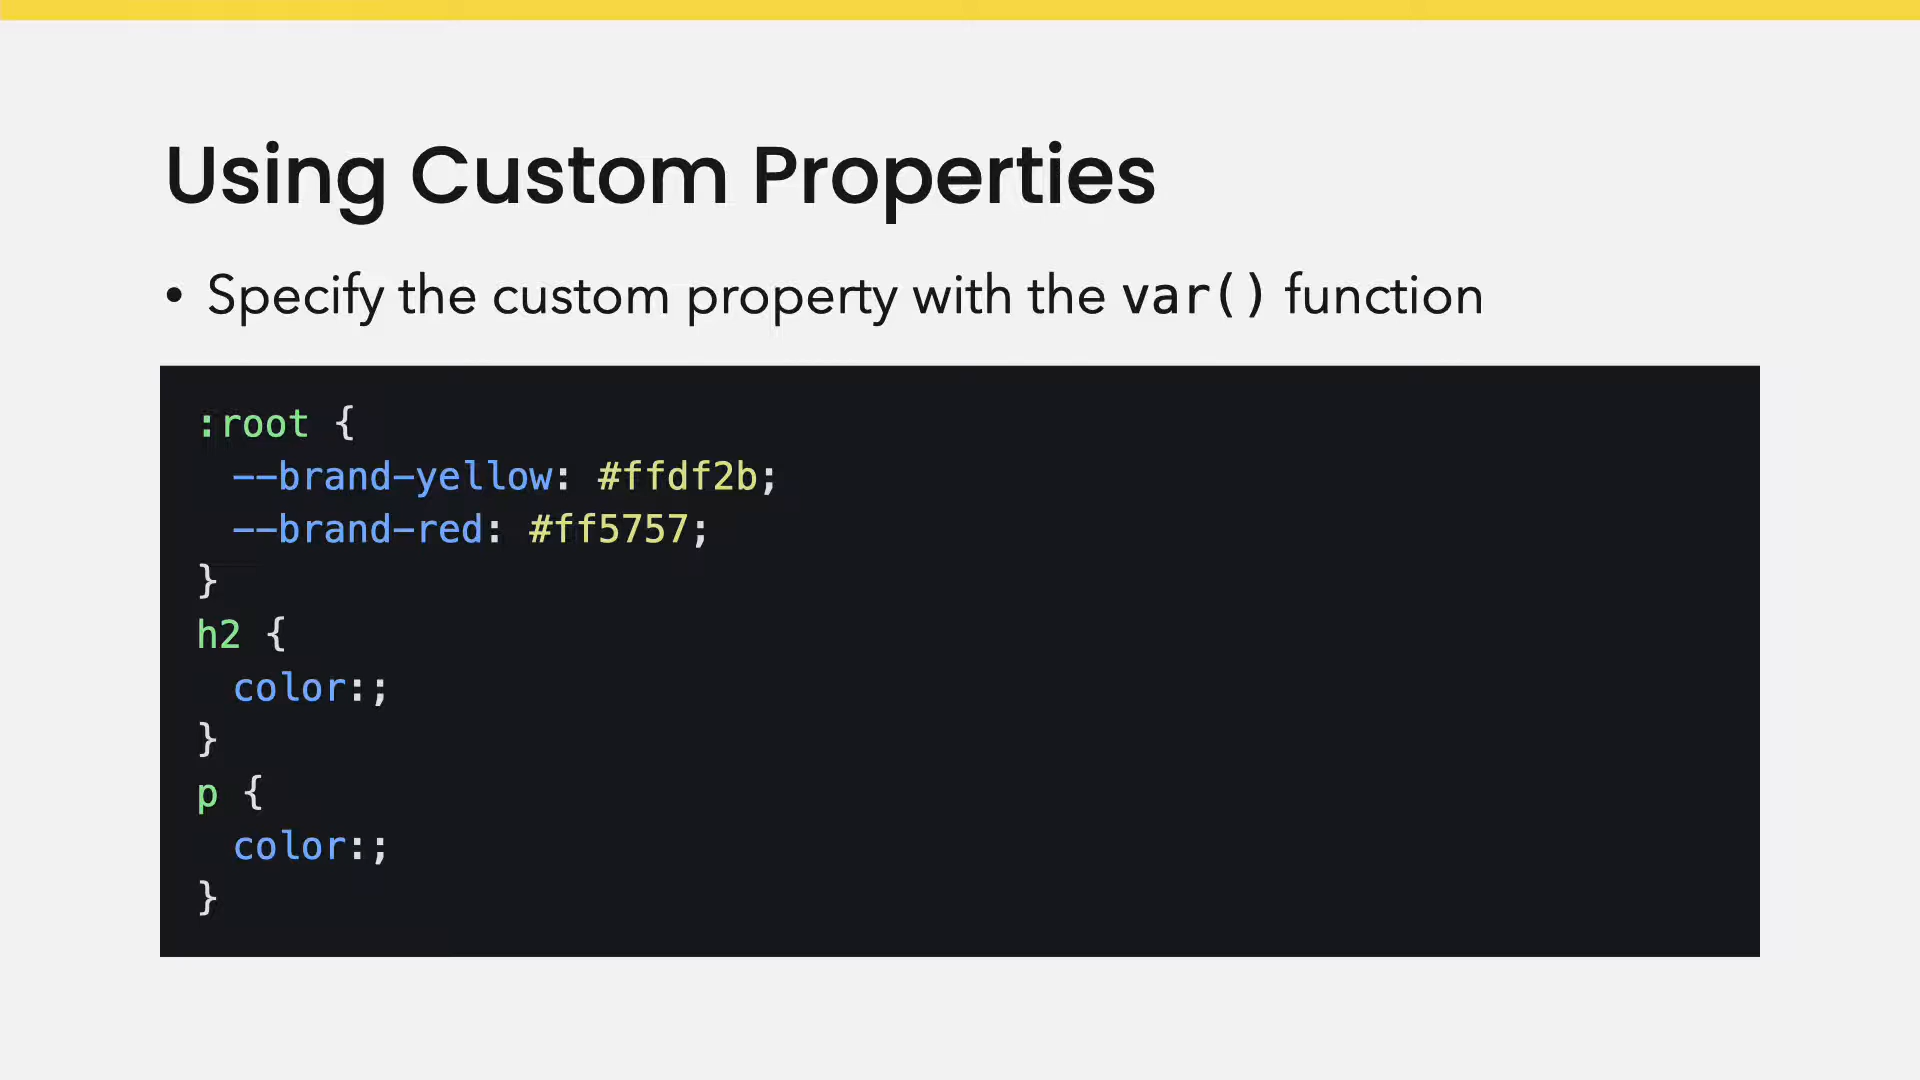 Using Custom Properties
• Specify the custom property with the var() function
:root {
--brand-yellow: #ffdf2b;
--brand-red: #ff5757;
}
h2 {
color:;
}
p {
color:;
}